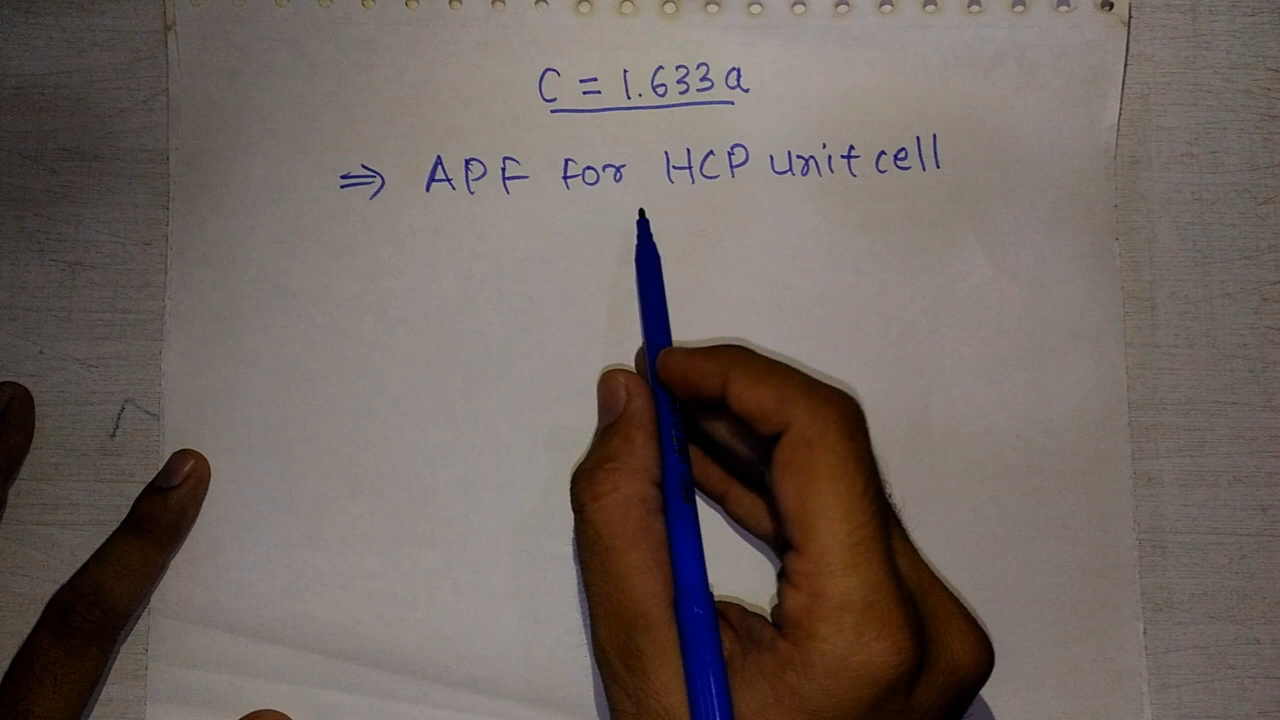 C = 1.633a
⇒ APF for HCP unit cell